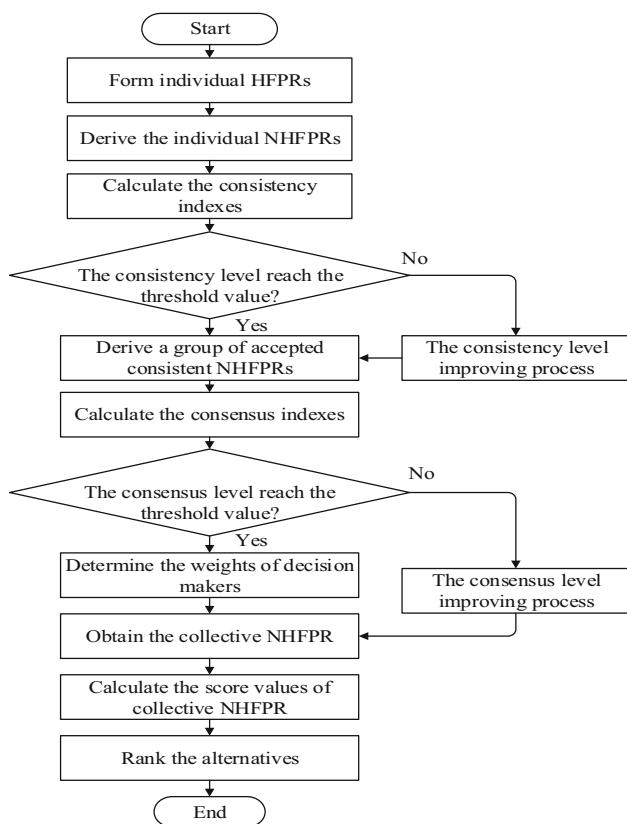 Start
Form individual HFPRs
Derive the individual NHFPRs
Calculate the consistency
indexes
The consistency level reach the
threshold value?
No
Yes
Derive a group of accepted
consistent NHFPRs
The consistency level
improving process
Calculate the consensus indexes
The consensus level reach the
threshold value?
No
Yes
Determine the weights of decision
makers
The consensus level
improving process
Obtain the collective NHFPR
Calculate the score values of
collective NHFPR
Rank the alternatives
End